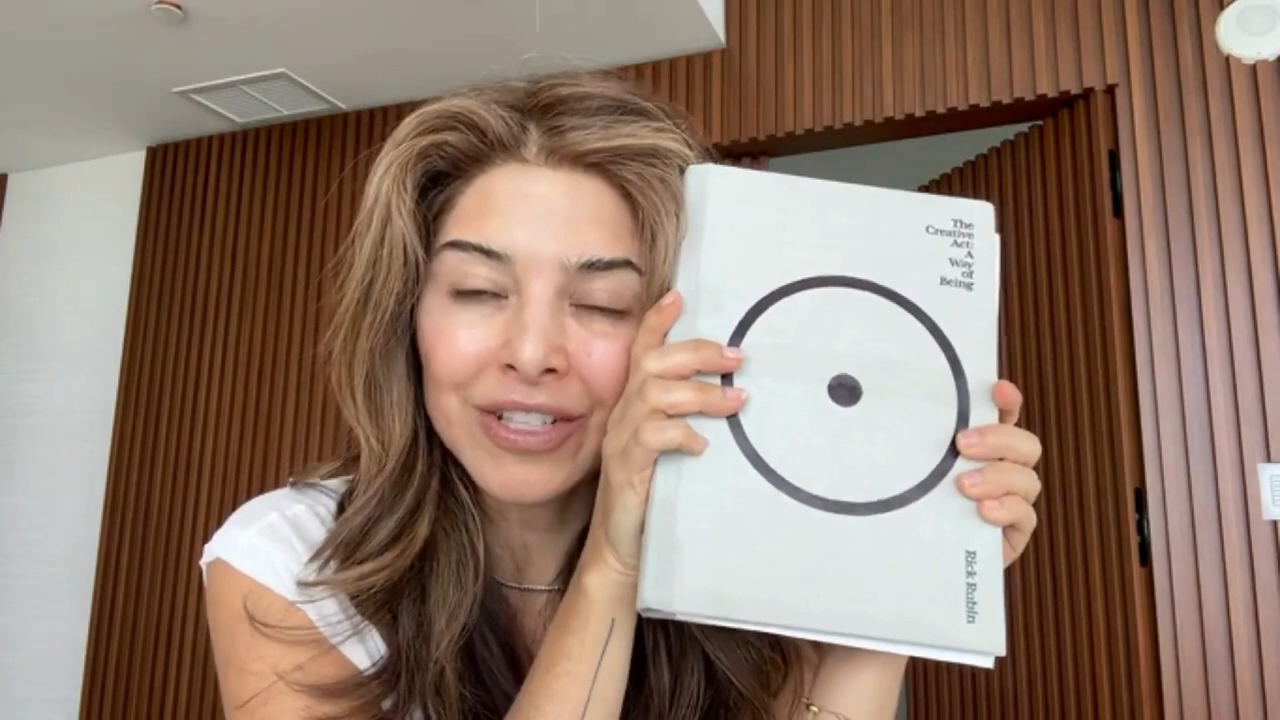 The
Creative
Act:
A
Way
of
Being
Rick Rubin